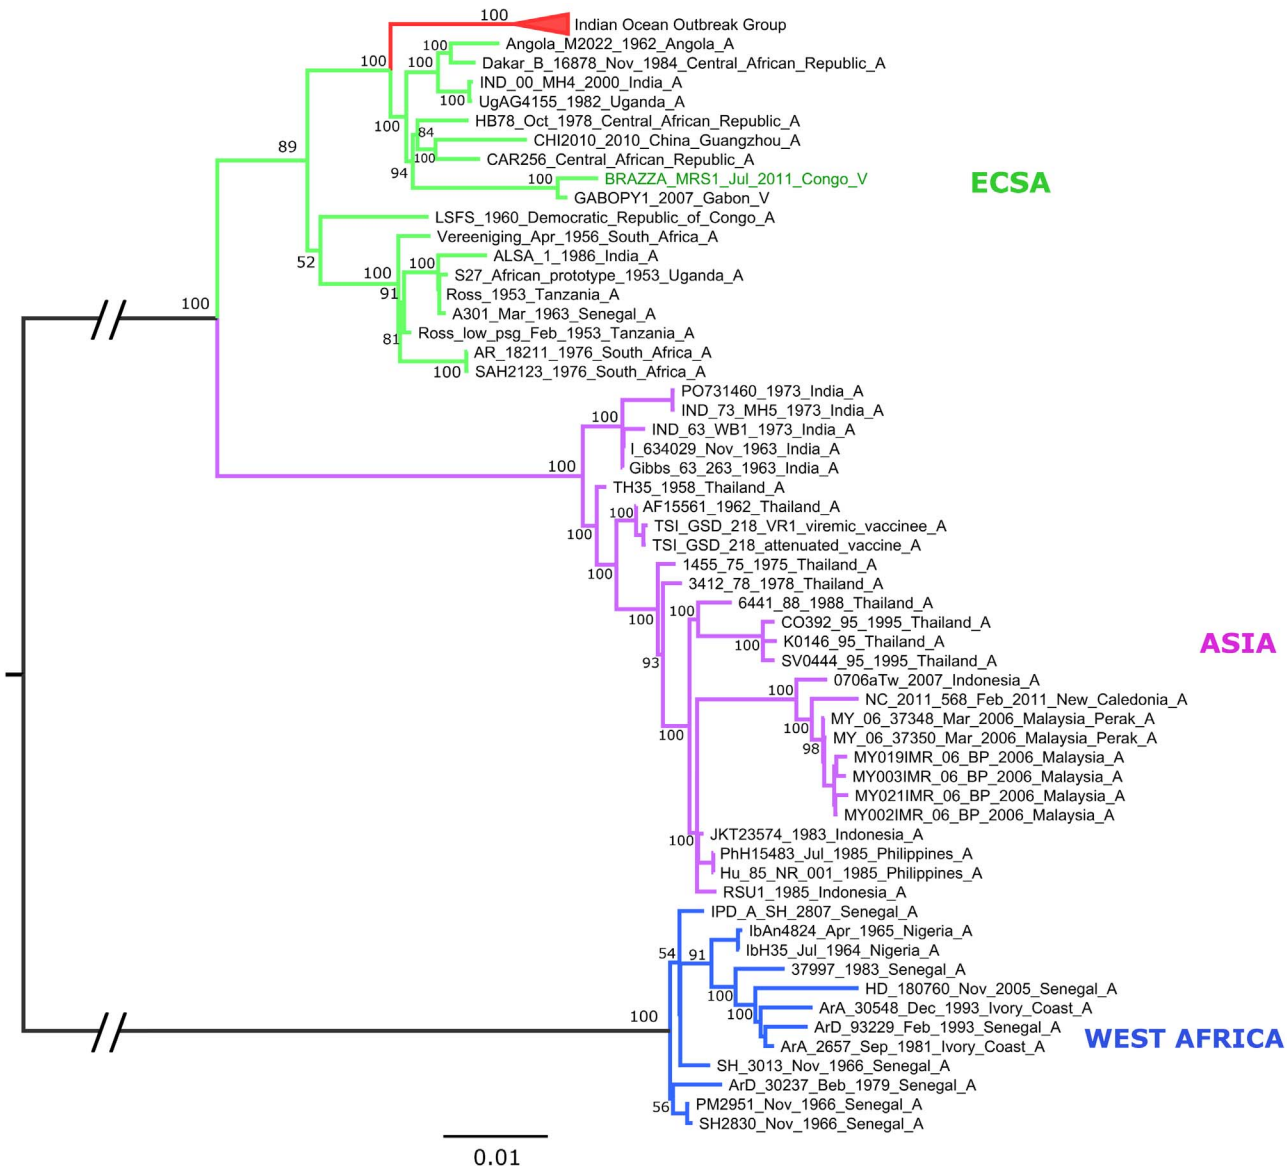 100
Indian Ocean Outbreak Group
100
Angola_M2022_1962_Angola_A
100
100
Dakar_B_16878_Nov_1984_Central_African_Republic_A
IND_00_MH4_2000_India_A
100
UgAG4155_1982_Uganda_A
100
HB78_Oct_1978_Central_African_Republic_A
84
CHI2010_2010_China_Guangzhou_A
89
100
CAR256_Central_African_Republic_A
94
100
BRAZZA_MRS1_Jul_2011_Congo_V
ECSA
GABOPY1_2007_Gabon_V
LSFS_1960_Democratic_Republic_of_Congo_A
Vereeniging_Apr_1956_South_Africa_A
52
100
100
ALSA_1_1986_India_A
S27_African_prototype_1953_Uganda_A
91
Ross_1953_Tanzania_A
100
A301_Mar_1963_Senegal_A
Ross_low_psg_Feb_1953_Tanzania_A
81
AR_18211_1976_South_Africa_A
100
SAH2123_1976_South_Africa_A
PO731460_1973_India_A
IND_73_MH5_1973_India_A
100
IND_63_WB1_1973_India_A
I_634029_Nov_1963_India_A
100
Gibbs_63_263_1963_India_A
TH35_1958_Thailand_A
AF15561_1962_Thailand_A
100
TSI_GSD_218_VR1_viremic_vaccinee_A
100
TSI_GSD_218_attenuated_vaccine_A
1455_75_1975_Thailand_A
100
3412_78_1978_Thailand_A
6441_88_1988_Thailand_A
100
100
CO392_95_1995_Thailand_A
K0146_95_Thailand_A
100
ASIA
93
SV0444_95_1995_Thailand_A
0706aTw_2007_Indonesia_A
100
NC_2011_568_Feb_2011_New_Caledonia_A
MY_06_37348_Mar_2006_Malaysia_Perak_A
100
100
MY_06_37350_Mar_2006_Malaysia_Perak_A
98
MY019IMR_06_BP_2006_Malaysia_A
MY003IMR_06_BP_2006_Malaysia_A
MY021IMR_06_BP_2006_Malaysia_A
MY002IMR_06_BP_2006_Malaysia_A
JKT23574_1983_Indonesia_A
100
PhH15483_Jul_1985_Philippines_A
Hu_85_NR_001_1985_Philippines_A
RSU1_1985_Indonesia_A
IPD_A_SH_2807_Senegal_A
IbAn4824_Apr_1965_Nigeria_A
54
91
IbH35_Jul_1964_Nigeria_A
37997_1983_Senegal_A
HD_180760_Nov_2005_Senegal_A
100
ArA_30548_Dec_1993_Ivory_Coast_A
100
100
ArD_93229_Feb_1993_Senegal_A
WEST AFRICA
ArA_2657_Sep_1981_Ivory_Coast_A
SH_3013_Nov_1966_Senegal_A
ArD_30237_Beb_1979_Senegal_A
56
PM2951_Nov_1966_Senegal_A
SH2830_Nov_1966_Senegal_A
0.01